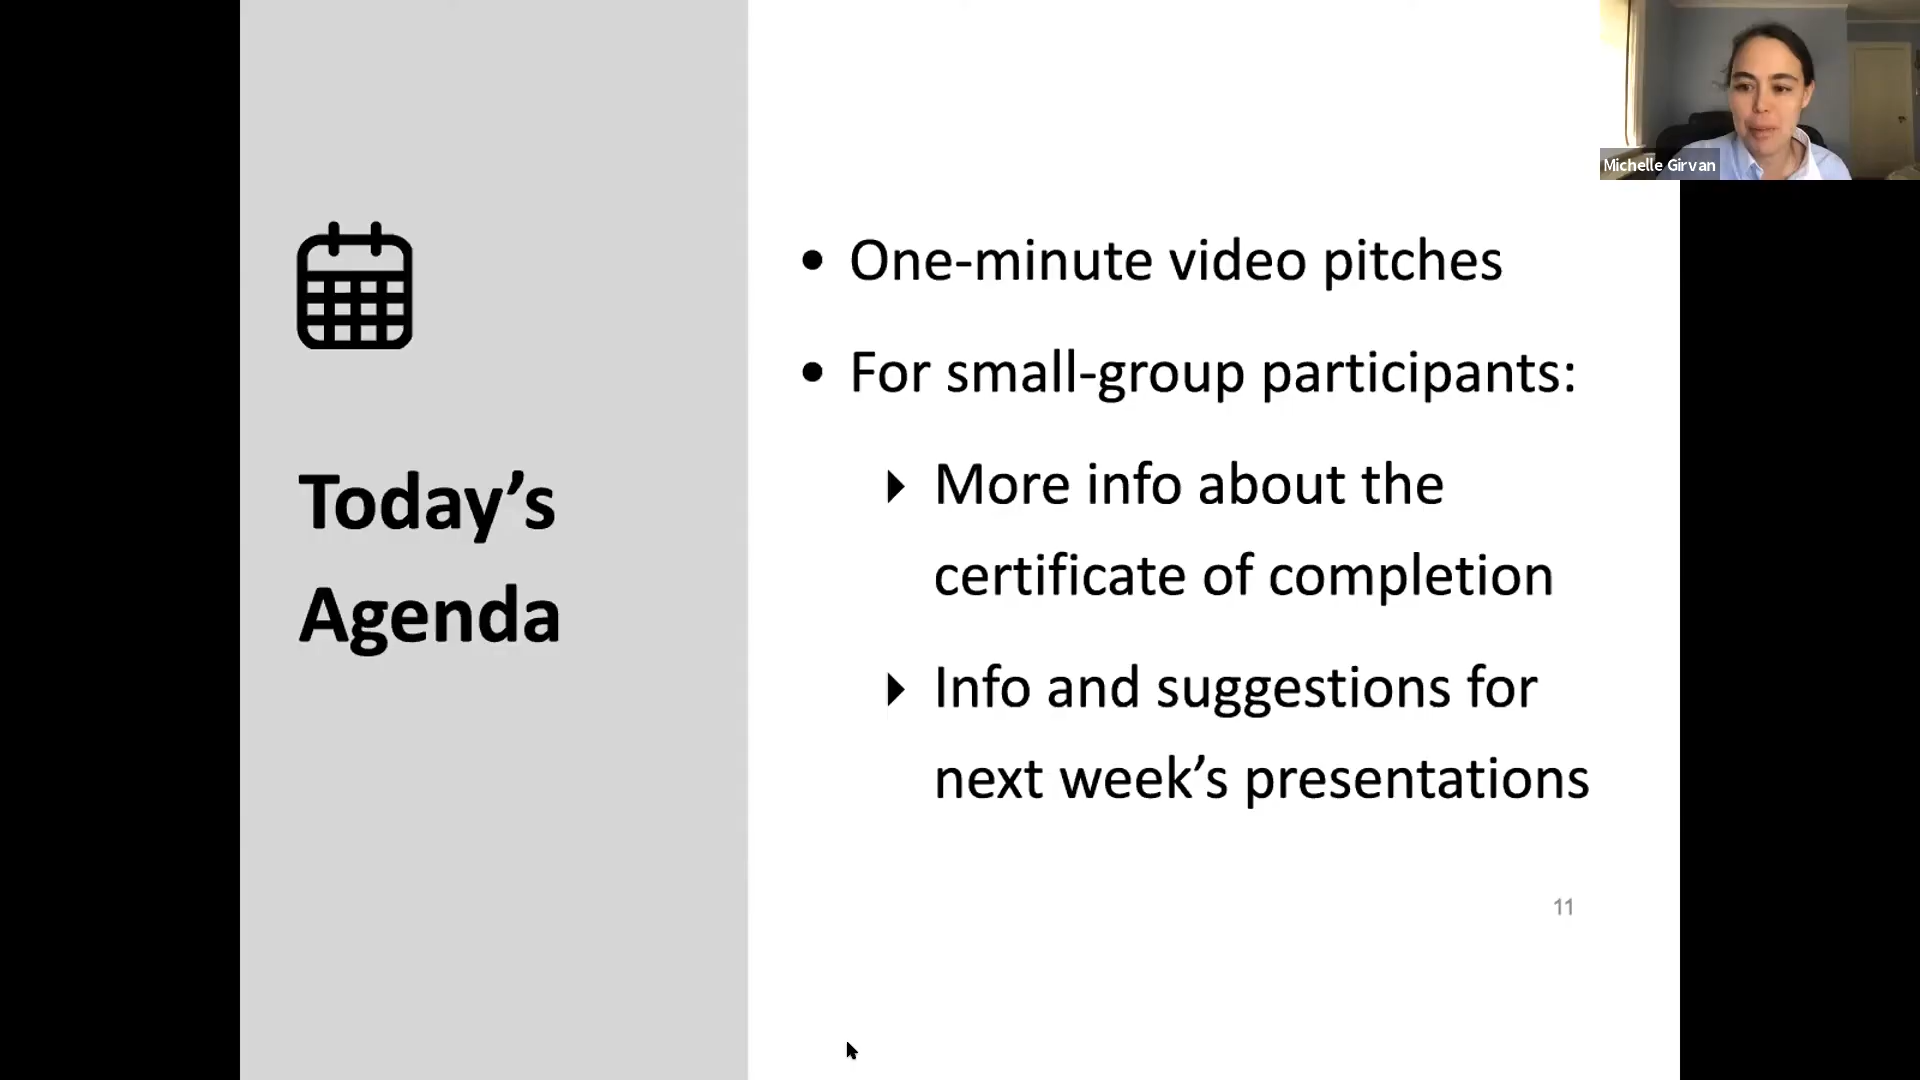 Michelle Girvan
Today’s
Agenda
• One-minute video pitches
• For small-group participants:
More info about the
certificate of completion
Info and suggestions for
next week’s presentations
11